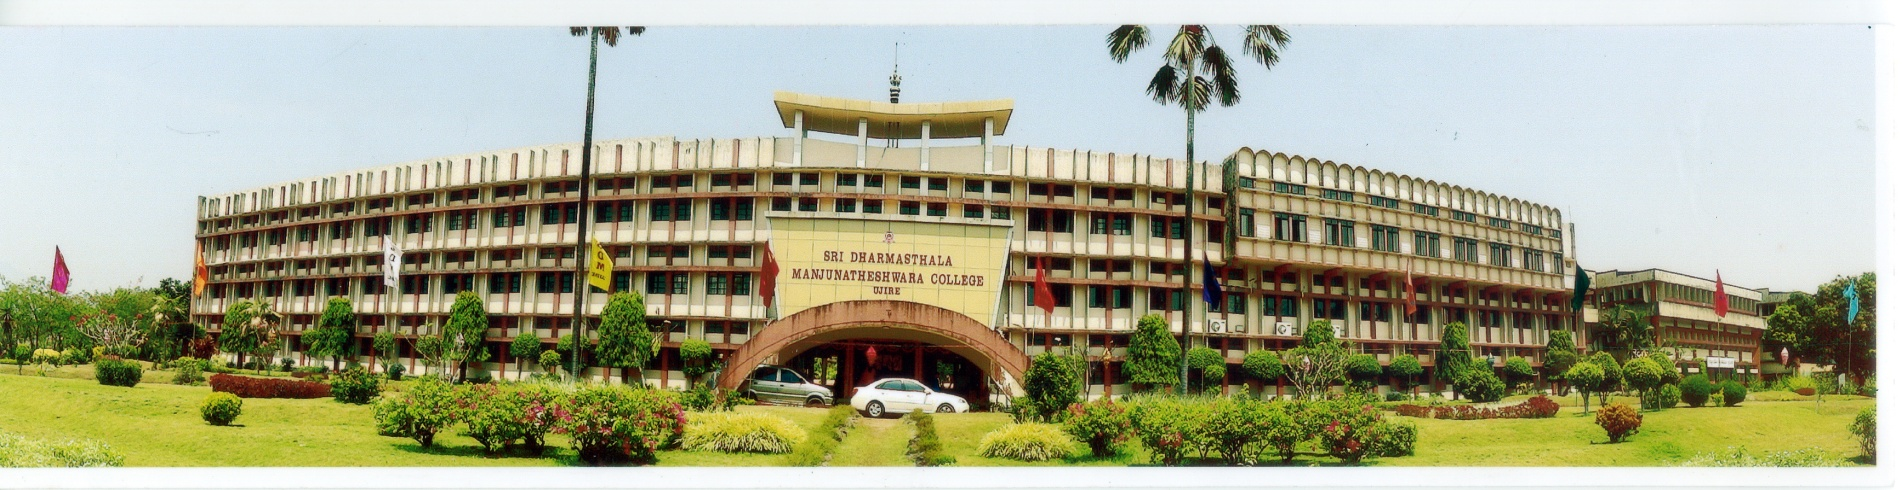 SRI DHARMASTHALA
MANJUNATHESHWARA COLLEGE
UJIRE